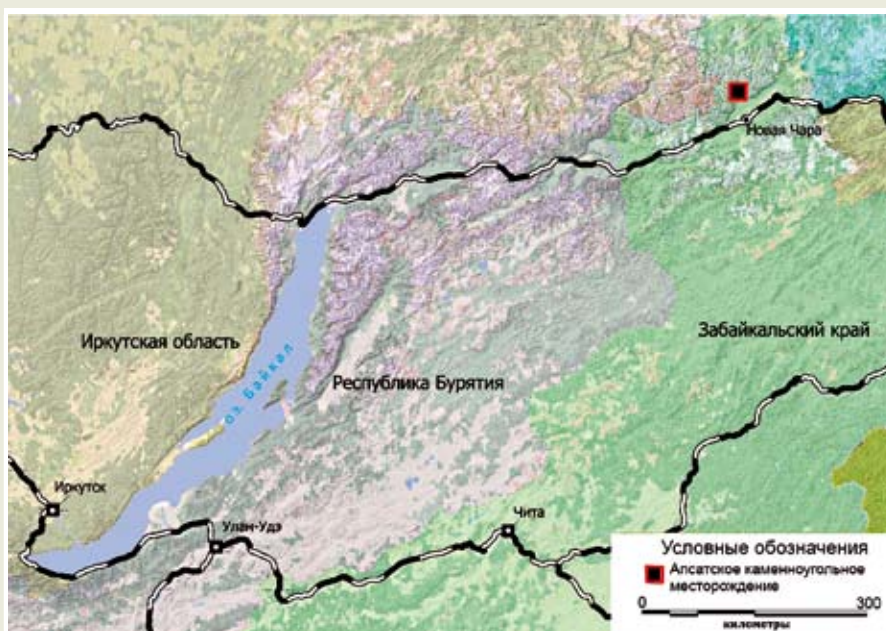 Новая Чара
Иркутская область
оз. Байкал
Забайкальский край
Республика Бурятия
Иркутск
Улан-Удэ
Чита
Условные обозначения
Апсатское каменноугольное
месторождение
0 300
километры